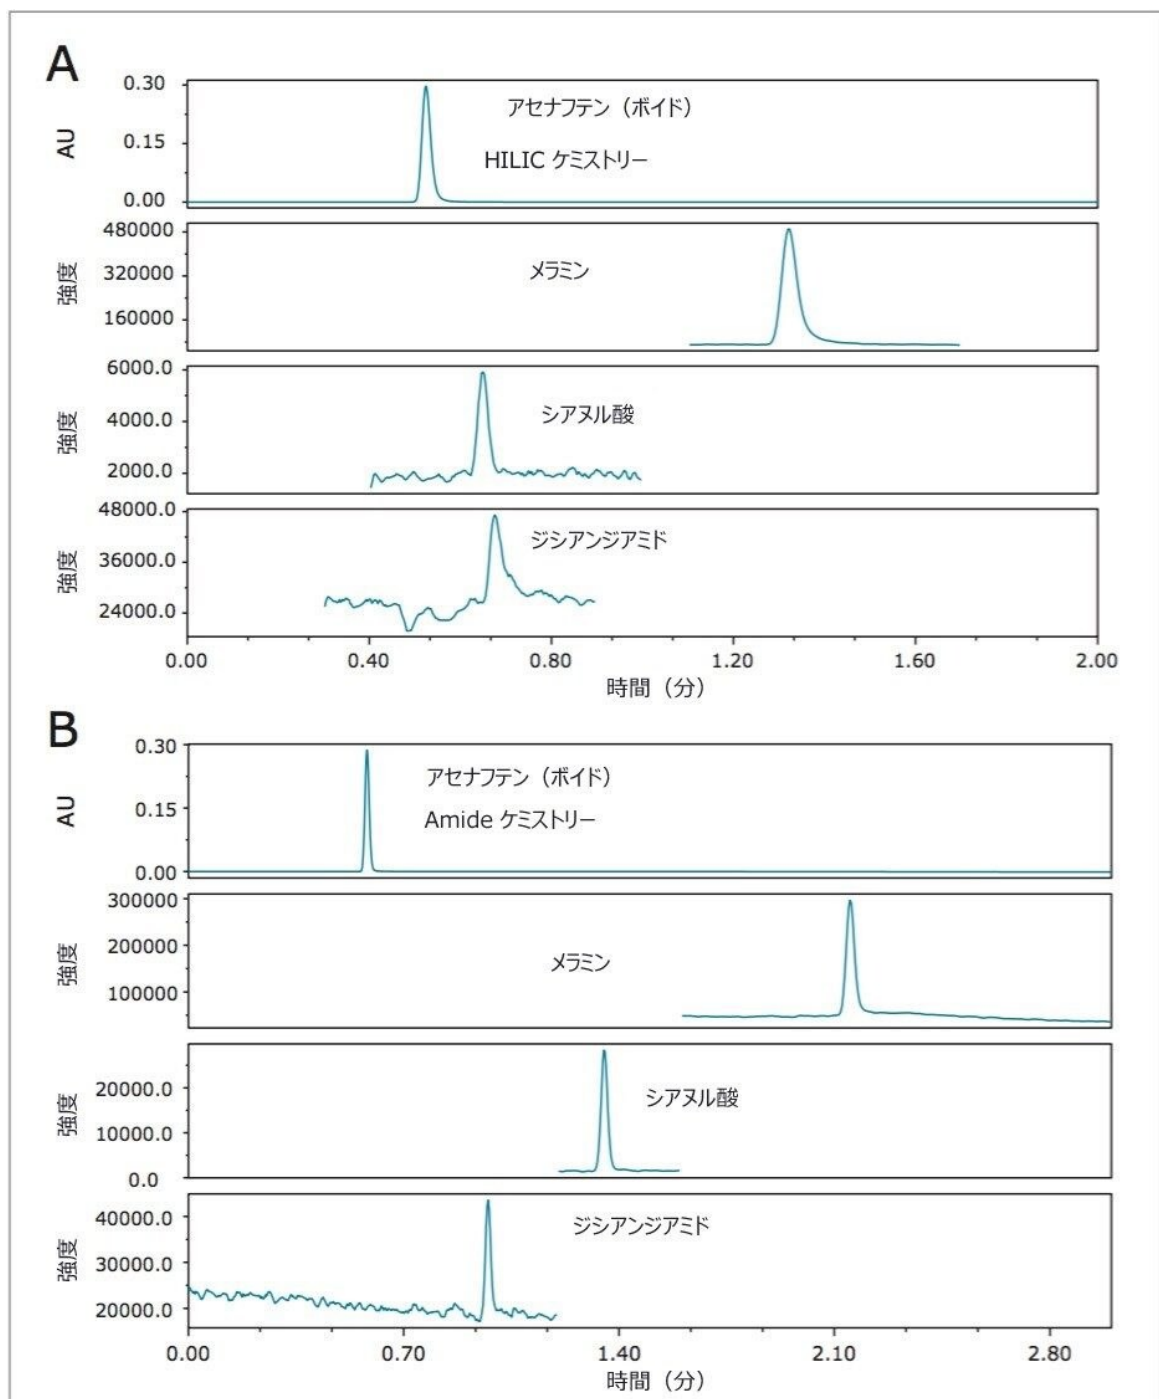 A
0.30
0.15
0.00
AU
アセナフテン（ボイド）
HILIC ケミストリー
480000
320000
160000
強度
メラミン
6000.0
4000.0
2000.0
強度
シアヌル酸
48000.0
36000.0
24000.0
強度
ジシアンジアミド
0.00 0.40 0.80 1.20 1.60 2.00
時間（分）
B
0.30
0.15
0.00
AU
アセナフテン（ボイド）
Amide ケミストリー
300000
200000
100000
強度
メラミン
20000.0
10000.0
0.0
強度
シアヌル酸
40000.0
30000.0
20000.0
強度
ジシアンジアミド
0.00 0.70 1.40 2.10 2.80
時間（分）